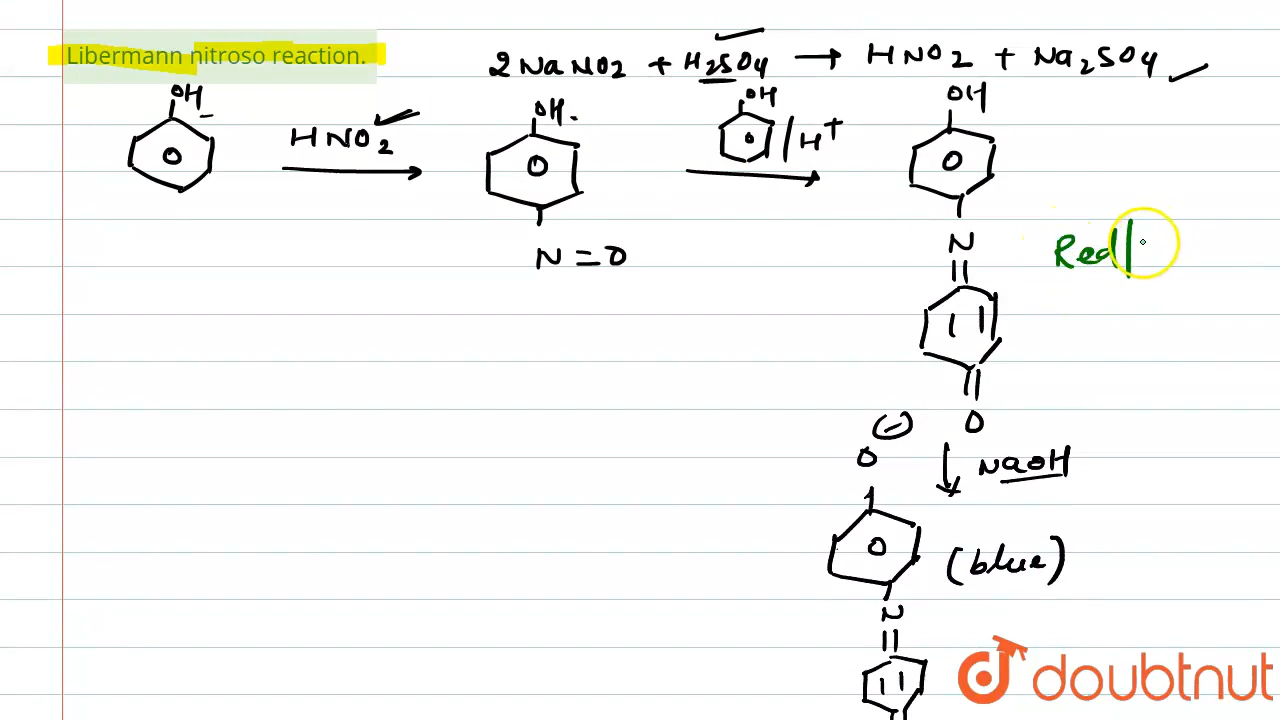 Libermann nitroso reaction.
2NaNO2 + H2SO4 → HNO2 + Na2SO4
OH
HNO2
OH
N=O
OH
/H+
OH
N
O
Red|
NaOH
O
(-)
(blue)
N
doubtnut